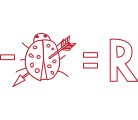 - = R